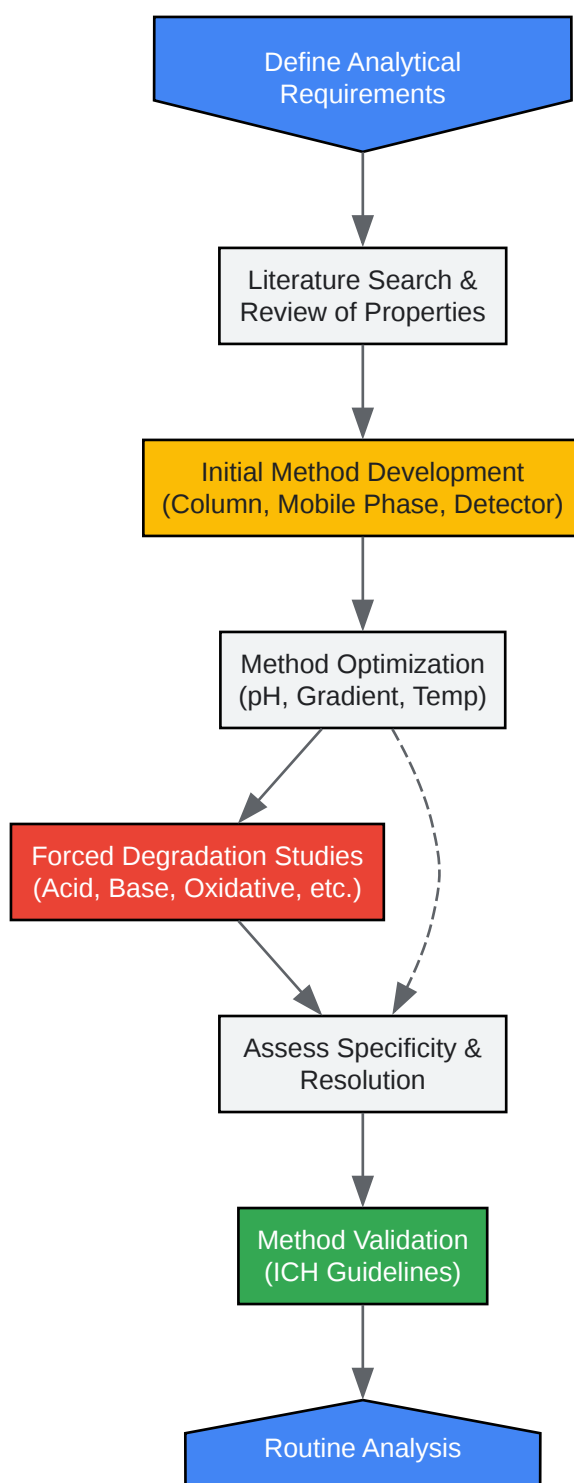 Define Analytical
Requirements
Literature Search &
Review of Properties
Initial Method Development
(Column, Mobile Phase, Detector)
Method Optimization
(pH, Gradient, Temp)
Forced Degradation Studies
(Acid, Base, Oxidative, etc.)
Assess Specificity &
Resolution
Method Validation
(ICH Guidelines)
Routine Analysis